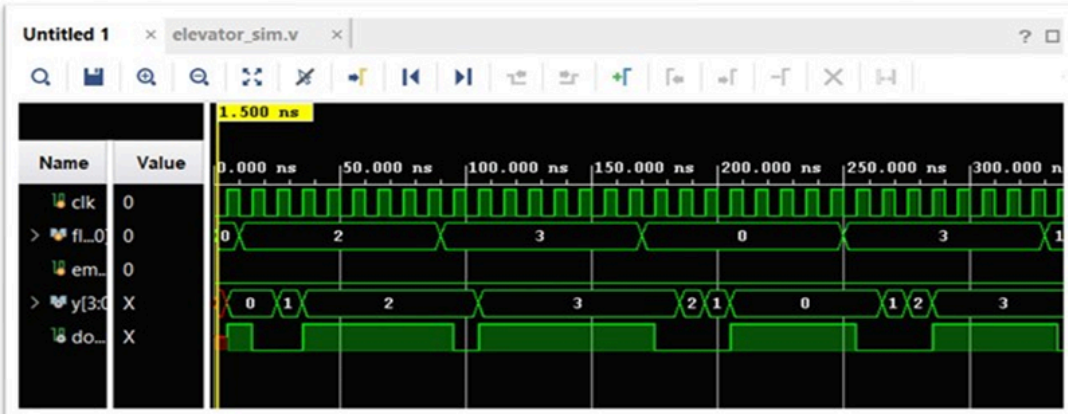 Untitled 1 × elevator_sim.v × ? 
1.500 ns
Name Value 0.000 ns 50.000 ns 100.000 ns 150.000 ns 200.000 ns 250.000 ns 300.000 n
clk 0
> fl...0] 0 0 2 3 0 3 1
em... 0
> y[3:0 X 0 1 2 3 2 1 0 1 2 3
do... X